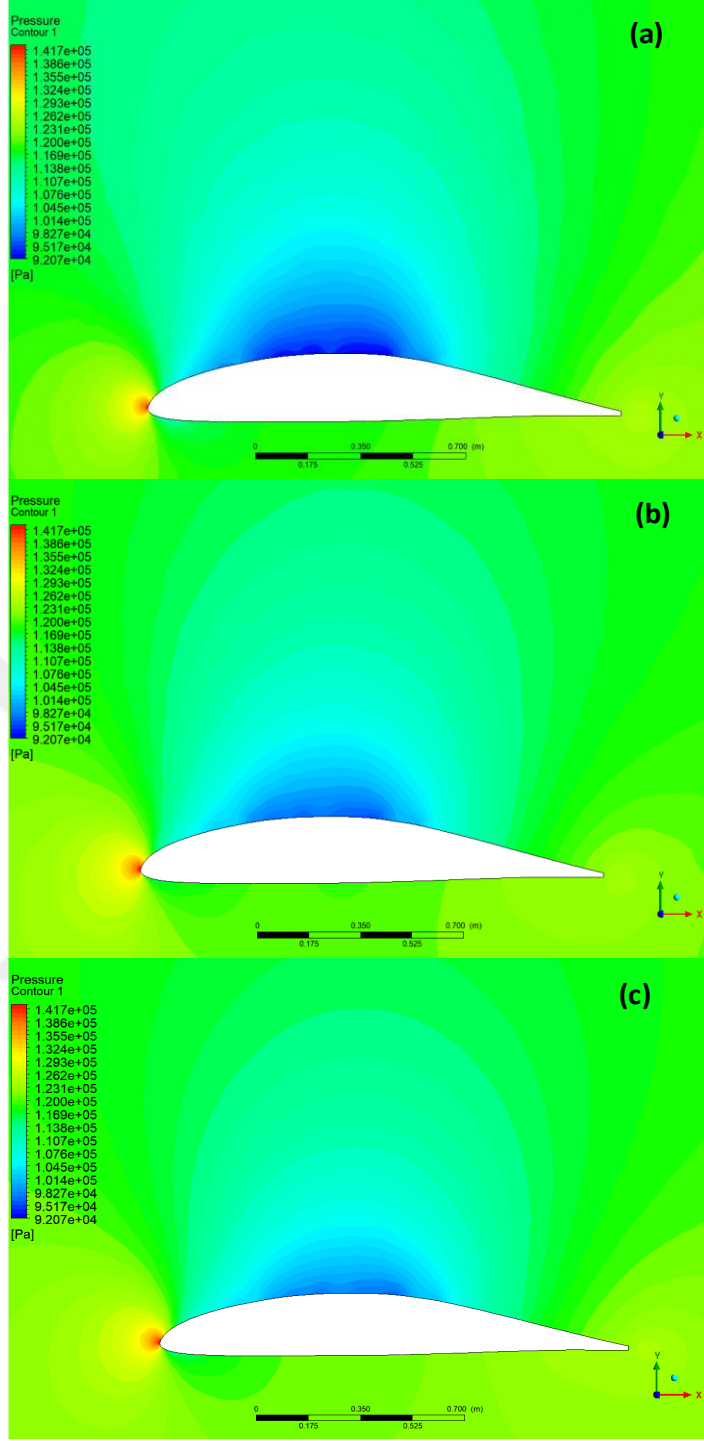 Pressure
Contour 1
(a)
1.417e+05
1.386e+05
1.355e+05
1.324e+05
1.293e+05
1.262e+05
1.231e+05
1.200e+05
1.169e+05
1.138e+05
1.107e+05
1.076e+05
1.045e+05
1.014e+05
9.827e+04
9.517e+04
9.207e+04
[Pa]
Y
X
0 0.350 0.700 (m)
0.175 0.525
Pressure
Contour 1
(b)
1.417e+05
1.386e+05
1.355e+05
1.324e+05
1.293e+05
1.262e+05
1.231e+05
1.200e+05
1.169e+05
1.138e+05
1.107e+05
1.076e+05
1.045e+05
1.014e+05
9.827e+04
9.517e+04
9.207e+04
[Pa]
Y
X
0 0.350 0.700 (m)
0.175 0.525
Pressure
Contour 1
(c)
1.417e+05
1.386e+05
1.355e+05
1.324e+05
1.293e+05
1.262e+05
1.231e+05
1.200e+05
1.169e+05
1.138e+05
1.107e+05
1.076e+05
1.045e+05
1.014e+05
9.827e+04
9.517e+04
9.207e+04
[Pa]
Y
X
0 0.350 0.700 (m)
0.175 0.525